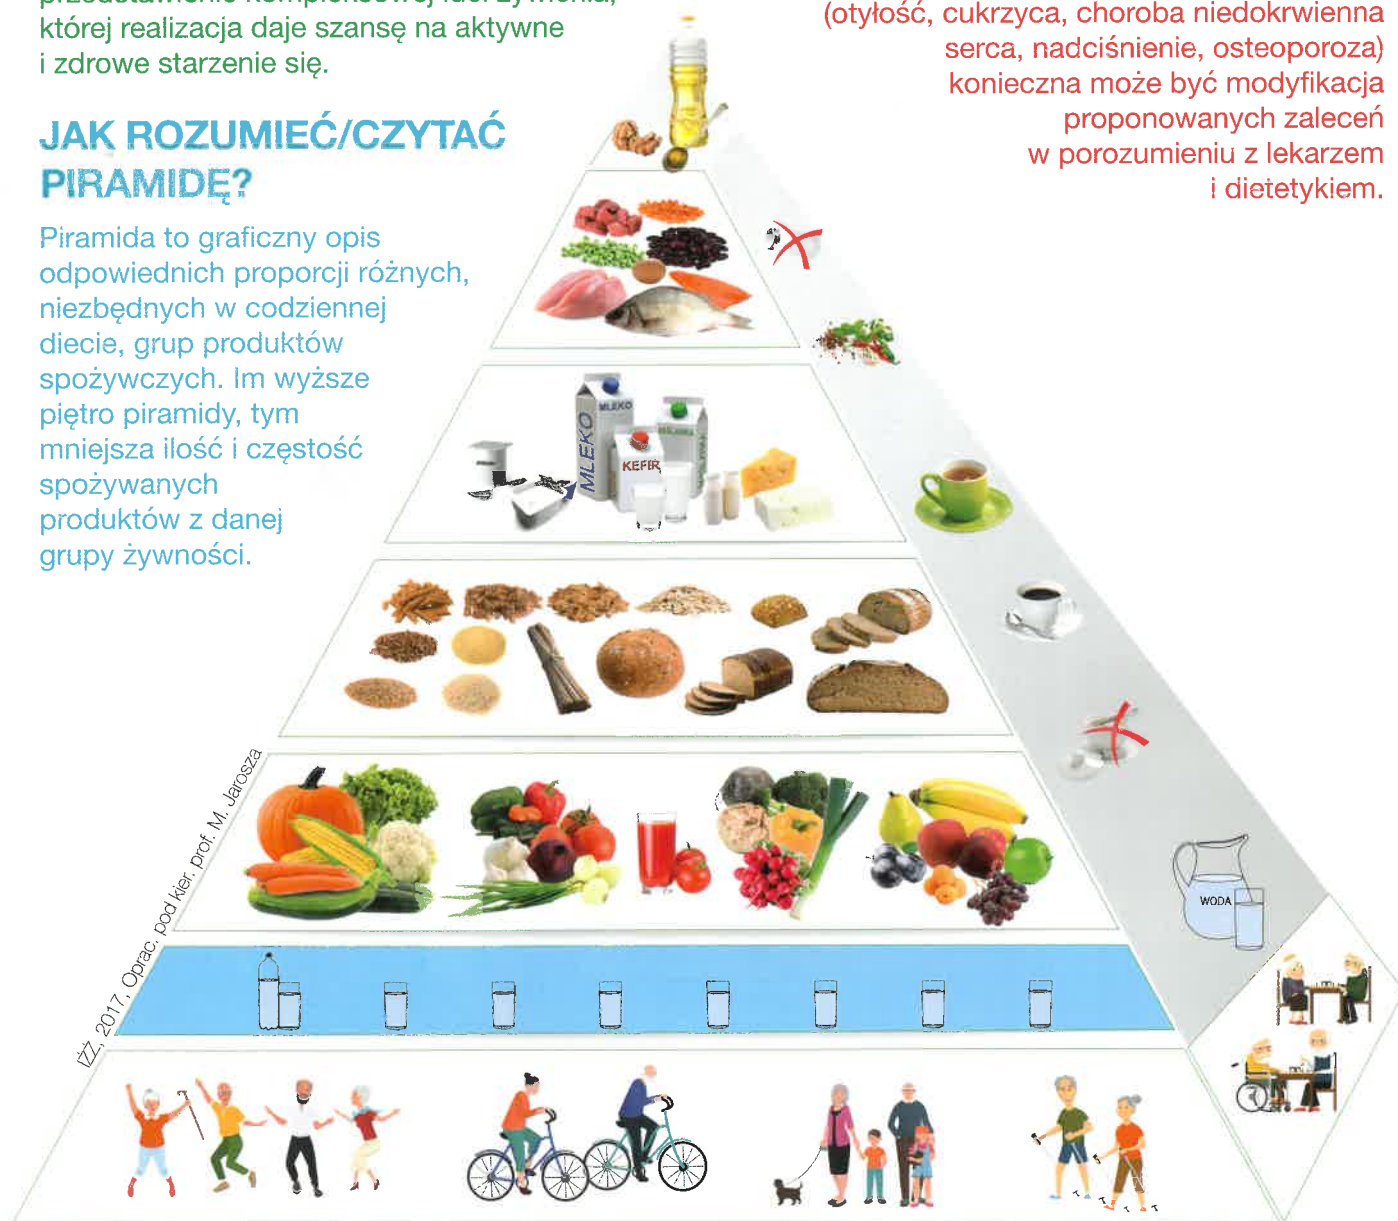 której realizacja daje szansę na aktywne
i zdrowe starzenie się.
(otyłość, cukrzyca, choroba niedokrwienna
serca, nadciśnienie, osteoporoza)
konieczna może być modyfikacja
proponowanych zaleceń
w porozumieniu z lekarzem
i dietetykiem.
JAK ROZUMIEĆ/CZYTAĆ
PIRAMIDĘ?
Piramida to graficzny opis
odpowiednich proporcji różnych,
niezbędnych w codziennej
diecie, grup produktów
spożywczych. Im wyższe
piętro piramidy, tym
mniejsza ilość i częstość
spożywanych
produktów z danej
grupy żywności.
MLEKO
MLEKO
KEFIR
WODA
IŻŻ, 2017, Oprac. pod kier. prof. M. Jarosza